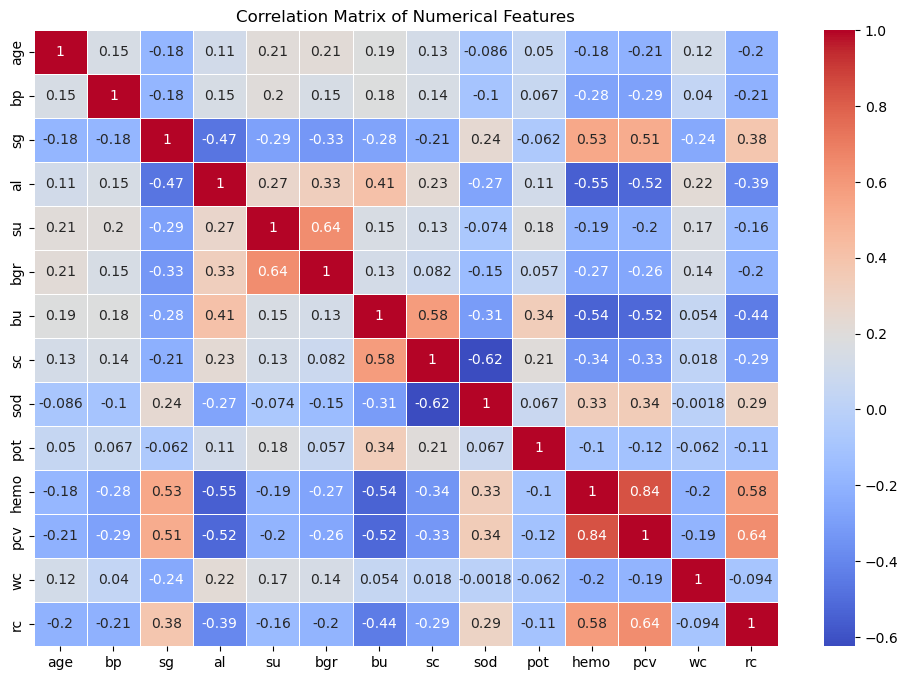 Correlation Matrix of Numerical Features
age 1 0.15 -0.18 0.11 0.21 0.21 0.19 0.13 -0.086 0.05 -0.18 -0.21 0.12 -0.2
bp 0.15 1 -0.18 0.15 0.2 0.15 0.18 0.14 -0.1 0.067 -0.28 -0.29 0.04 -0.21
sg -0.18 -0.18 1 -0.47 -0.29 -0.33 -0.28 -0.21 0.24 -0.062 0.53 0.51 -0.24 0.38
al 0.11 0.15 -0.47 1 0.27 0.33 0.41 0.23 -0.27 0.11 -0.55 -0.52 0.22 -0.39
su 0.21 0.2 -0.29 0.27 1 0.64 0.15 0.13 -0.074 0.18 -0.19 -0.2 0.17 -0.16
bgr 0.21 0.15 -0.33 0.33 0.64 1 0.13 0.082 -0.15 0.057 -0.27 -0.26 0.14 -0.2
bu 0.19 0.18 -0.28 0.41 0.15 0.13 1 0.58 -0.31 0.34 -0.54 -0.52 0.054 -0.44
sc 0.13 0.14 -0.21 0.23 0.13 0.082 0.58 1 -0.62 0.21 -0.34 -0.33 0.018 -0.29
sod -0.086 -0.1 0.24 -0.27 -0.074 -0.15 -0.31 -0.62 1 0.067 0.33 0.34 -0.0018 0.29
pot 0.05 0.067 -0.062 0.11 0.18 0.057 0.34 0.21 0.067 1 -0.1 -0.12 -0.062 -0.11
hemo -0.18 -0.28 0.53 -0.55 -0.19 -0.27 -0.54 -0.34 0.33 -0.1 1 0.84 -0.2 0.58
pcv -0.21 -0.29 0.51 -0.52 -0.2 -0.26 -0.52 -0.33 0.34 -0.12 0.84 1 -0.19 0.64
wc 0.12 0.04 -0.24 0.22 0.17 0.14 0.054 0.018 -0.0018 -0.062 -0.2 -0.19 1 -0.094
rc -0.2 -0.21 0.38 -0.39 -0.16 -0.2 -0.44 -0.29 0.29 -0.11 0.58 0.64 -0.094 1
age bp sg al su bgr bu sc sod pot hemo pcv wc rc
1.0
0.8
0.6
0.4
0.2
0.0
−0.2
−0.4
−0.6